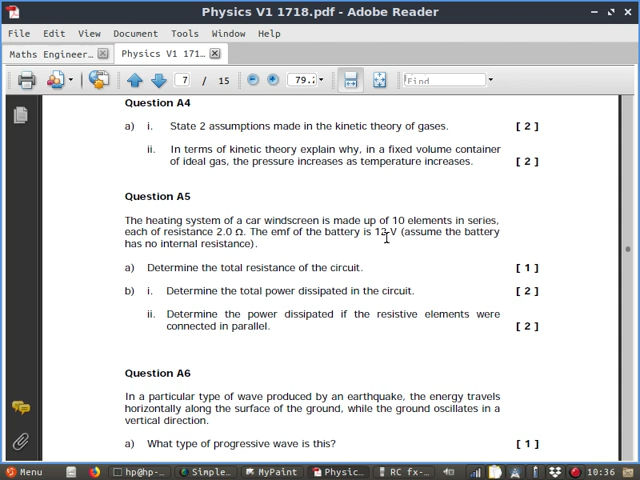 Physics V1 1718.pdf - Adobe Reader
File Edit View Document Tools Window Help
Maths Engineer... Physics V1 171...
7 / 15 79.2 Find
Question A4
a) i. State 2 assumptions made in the kinetic theory of gases. [ 2 ]
ii. In terms of kinetic theory explain why, in a fixed volume container
of ideal gas, the pressure increases as temperature increases. [ 2 ]
Question A5
The heating system of a car windscreen is made up of 10 elements in series,
each of resistance 2.0 Ω. The emf of the battery is 12 V (assume the battery
has no internal resistance).
a) Determine the total resistance of the circuit. [ 1 ]
b) i. Determine the total power dissipated in the circuit. [ 2 ]
ii. Determine the power dissipated if the resistive elements were
connected in parallel. [ 2 ]
Question A6
In a particular type of wave produced by an earthquake, the energy travels
horizontally along the surface of the ground, while the ground oscillates in a
vertical direction.
a) What type of progressive wave is this? [ 1 ]
Menu hp@hp-... Simple... MyPaint Physic... RC fx-... 10:36